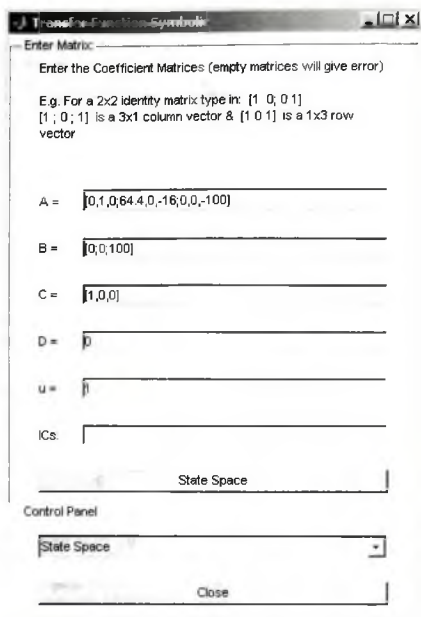 Transfer Function Symbolic
Enter Matrix:
Enter the Coefficient Matrices (empty matrices will give error)
E.g. For a 2x2 identity matrix type in: [1 0; 0 1]
[1 ; 0 ; 1] is a 3x1 column vector & [1 0 1] is a 1x3 row
vector
A = [0,1,0;64.4,0,-16;0,0,-100]
B = [0;0;100]
C = [1,0,0]
D = 0
u = 1
ICs:
State Space
Control Panel
State Space
Close